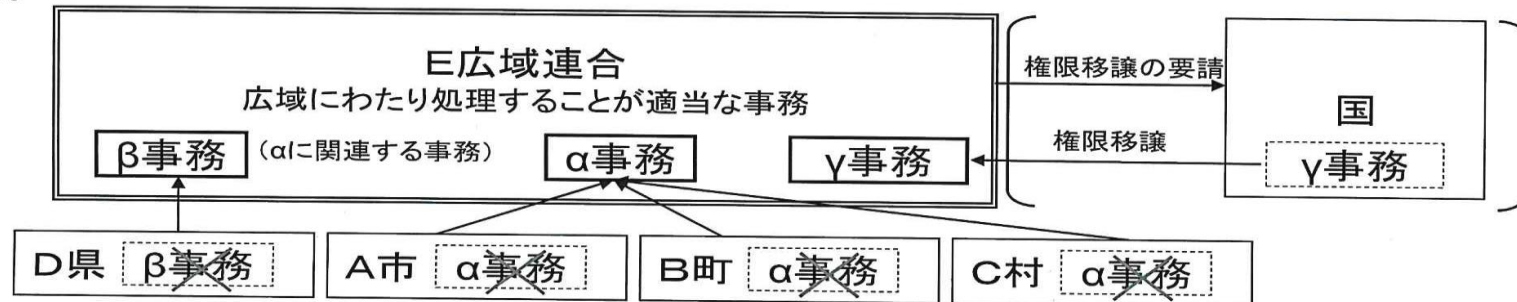 E広域連合
広域にわたり処理することが適当な事務
β事務 (αに関連する事務) α事務 γ事務
権限移譲の要請
権限移譲
国
γ事務
D県 β事務
A市 α事務
B町 α事務
C村 α事務